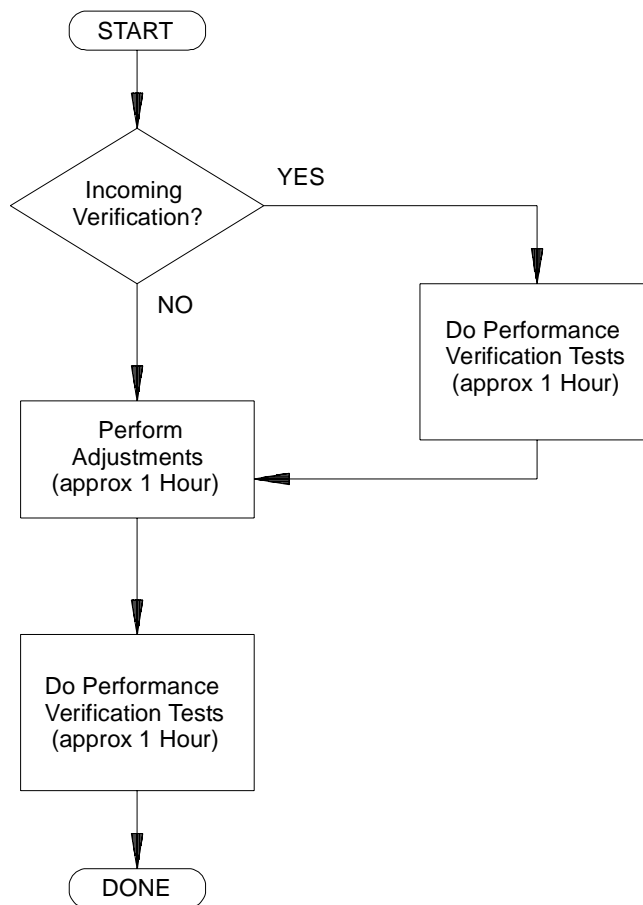 START
Incoming
Verification?
YES
NO
Do Performance
Verification Tests
(approx 1 Hour)
Perform
Adjustments
(approx 1 Hour)
Do Performance
Verification Tests
(approx 1 Hour)
DONE